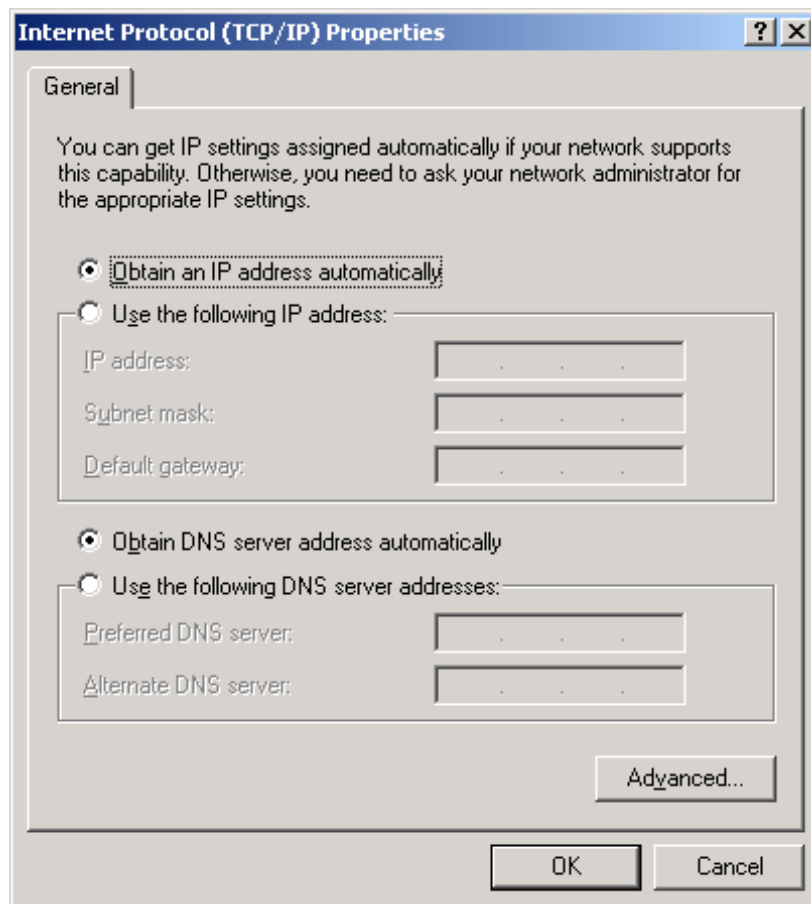 Internet Protocol (TCP/IP) Properties
General
You can get IP settings assigned automatically if your network supports
this capability. Otherwise, you need to ask your network administrator for
the appropriate IP settings.
Obtain an IP address automatically
Use the following IP address:
IP address:
Subnet mask:
Default gateway:
Obtain DNS server address automatically
Use the following DNS server addresses:
Preferred DNS server:
Alternate DNS server:
Advanced...
OK
Cancel